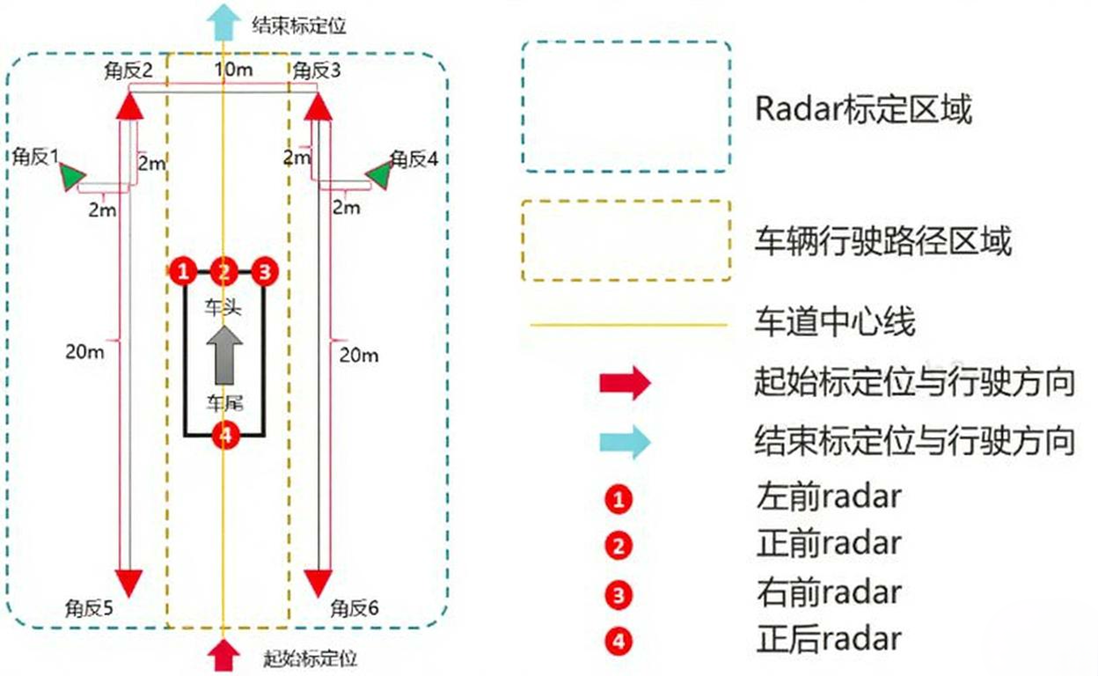 结束标定位
角反2
10m
角反3
角反1
2m
2m
角反4
2m
2m
1
2
3
车头
20m
20m
车尾
4
角反5
角反6
起始标定位
Radar标定区域
车辆行驶路径区域
车道中心线
起始标定位与行驶方向
结束标定位与行驶方向
1 左前radar
2 正前radar
3 右前radar
4 正后radar